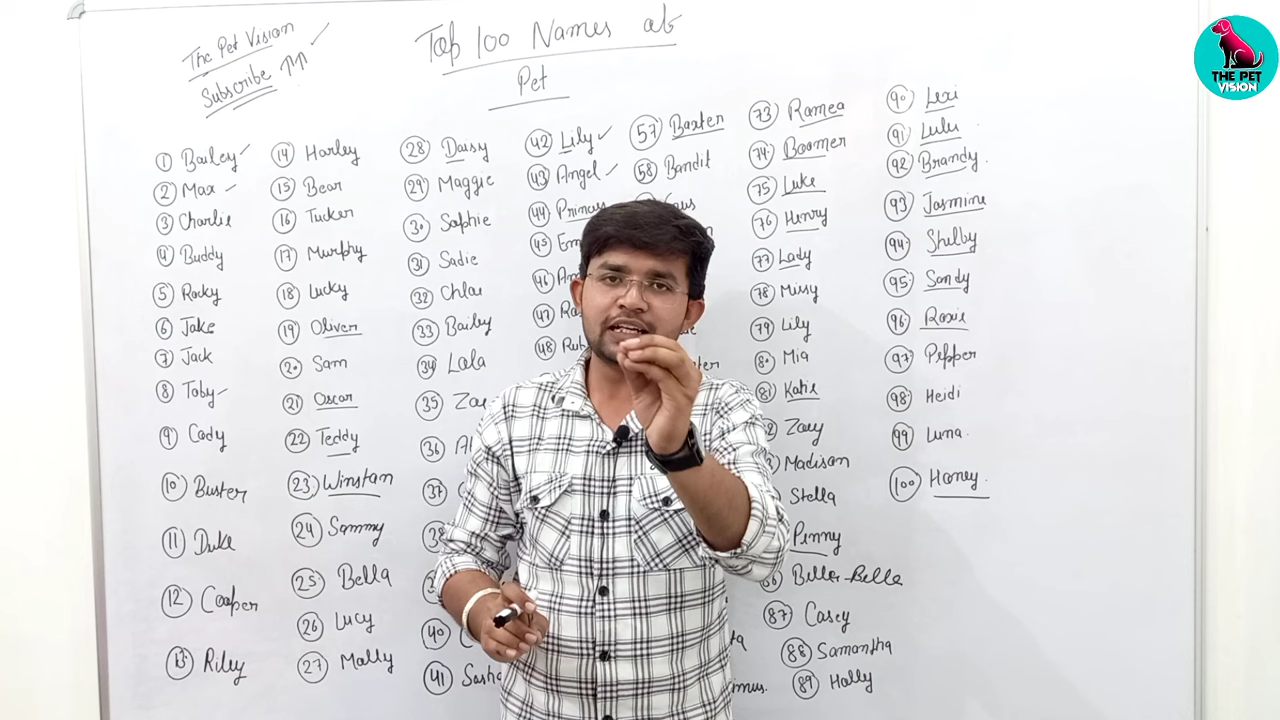 The Pet Vision
Subscribe
Top 100 Names of
Pet
THE PET
VISION
1 Bailey
2 Max
3 Charlie
4 Buddy
5 Rocky
6 Jake
7 Jack
8 Toby
9 Cody
10 Buster
11 Duke
12 Cooper
13 Riley
14 Harley
15 Bear
16 Tucker
17 Murphy
18 Lucky
19 Oliver
20 Sam
21 Oscar
22 Teddy
23 Winston
24 Sammy
25 Bella
26 Lucy
27 Molly
28 Daisy
29 Maggie
30 Sophie
31 Sadie
32 Chloe
33 Bailey
34 Lola
35
36
37
38
40
41
42 Lily
43 Angel
44 Princess
45
46
47
48
57 Baxter
58 Bandit
73 Romeo
74 Boomer
75 Luke
76 Henry
77 Lady
78 Missy
79 Lily
80 Mia
81 Katie
Zoey
Madison
Stella
Penny
Bella-Bella
87 Casey
88 Samantha
89 Holly
90 Lexi
91 Lulu
92 Brandy.
93 Jasmine
94 Shelby
95 Sandy
96 Roxie
97 Pepper
98 Heidi
99 Luna.
100 Honey.